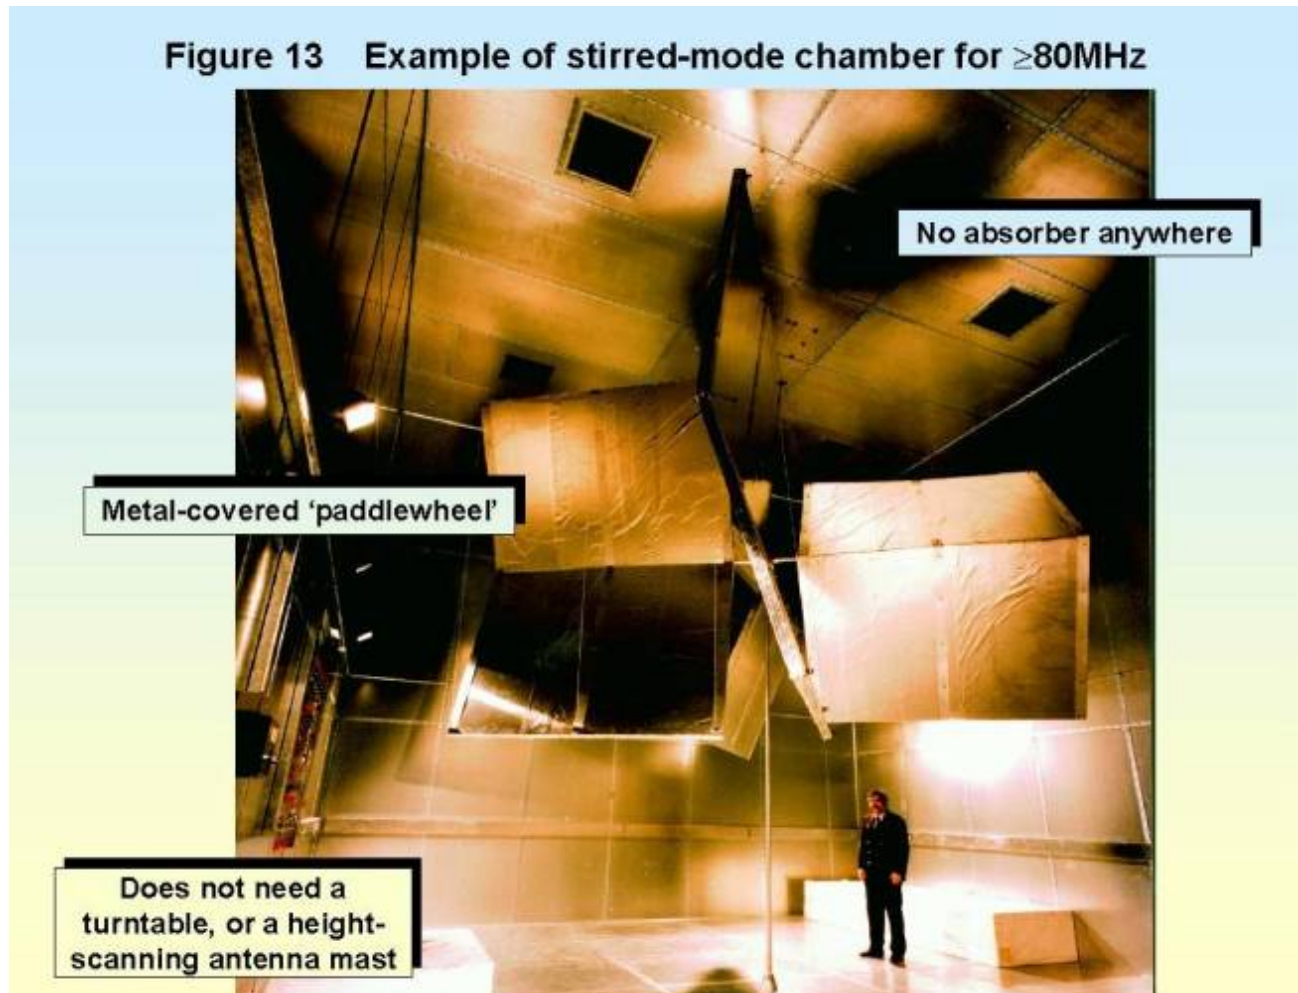 Figure 13 Example of stirred-mode chamber for ≥80MHz
No absorber anywhere
Metal-covered ‘paddlewheel’
Does not need a
turntable, or a height-
scanning antenna mast